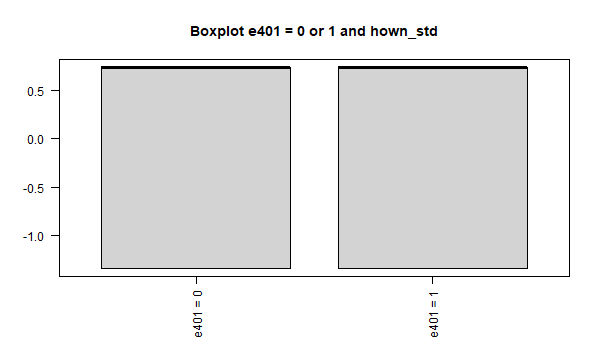 Boxplot e401 = 0 or 1 and hown_std
0.5
0.0
-0.5
-1.0
e401 = 0
e401 = 1